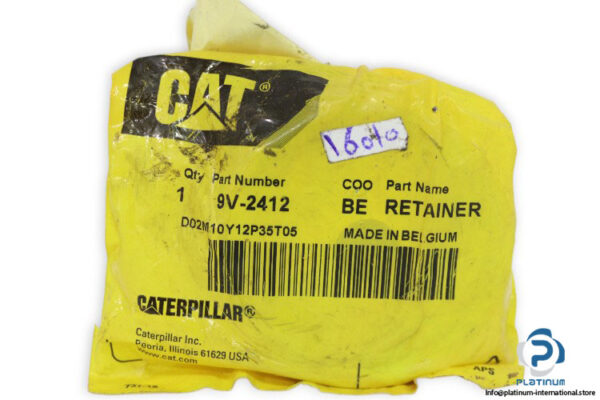 CAT®
Qty Part Number COO Part Name
1 9V-2412 BE RETAINER
D02M10Y12P35T05 MADE IN BELGIUM
CATERPILLAR®
Caterpillar Inc.
Peoria, Illinois 61629 USA
www.cat.com
APS
PLATINUM
info@platinum-international.store